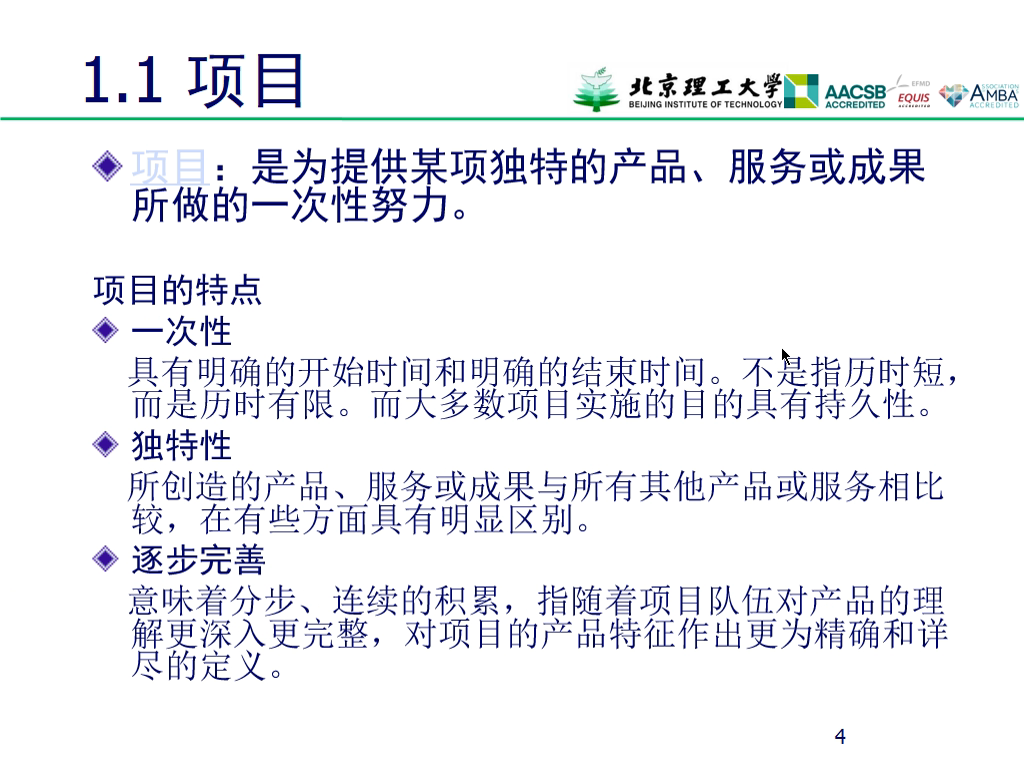 1.1 项目
北京理工大学
BEIJING INSTITUTE OF TECHNOLOGY
AACSB
ACCREDITED
EFMD
EQUIS
ACCREDITED
ASSOCIATION
AMBA
ACCREDITED
项目：是为提供某项独特的产品、服务或成果
所做的一次性努力。
项目的特点
一次性
具有明确的开始时间和明确的结束时间。不是指历时短，
而是历时有限。而大多数项目实施的目的具有持久性。
独特性
所创造的产品、服务或成果与所有其他产品或服务相比
较，在有些方面具有明显区别。
逐步完善
意味着分步、连续的积累，指随着项目队伍对产品的理
解更深入更完整，对项目的产品特征作出更为精确和详
尽的定义。
4